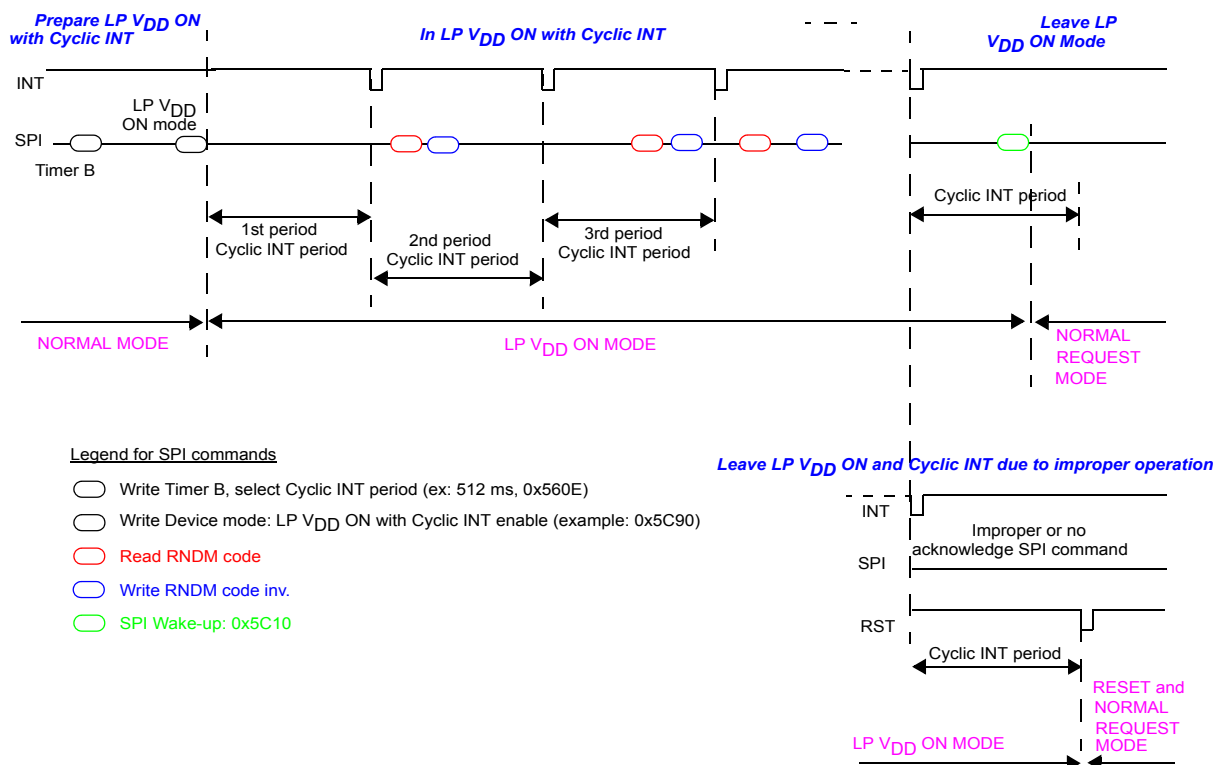 Prepare LP VDD ON
with Cyclic INT
In LP VDD ON with Cyclic INT
Leave LP
VDD ON Mode
INT
LP VDD
ON mode
SPI
Timer B
1st period
Cyclic INT period
2nd period
Cyclic INT period
3rd period
Cyclic INT period
Cyclic INT period
NORMAL MODE
LP VDD ON MODE
NORMAL
REQUEST
MODE
Legend for SPI commands
Write Timer B, select Cyclic INT period (ex: 512 ms, 0x560E)
Write Device mode: LP VDD ON with Cyclic INT enable (example: 0x5C90)
Read RNDM code
Write RNDM code inv.
SPI Wake-up: 0x5C10
Leave LP VDD ON and Cyclic INT due to improper operation
INT
Improper or no
acknowledge SPI command
SPI
RST
Cyclic INT period
RESET and
NORMAL
REQUEST
MODE
LP VDD ON MODE